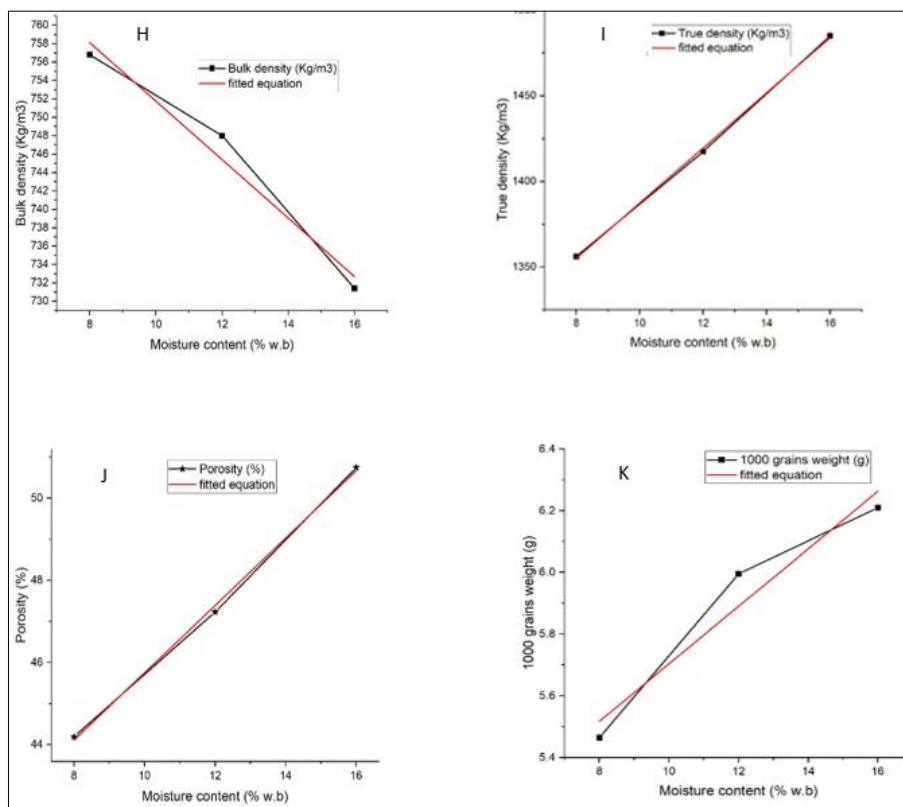 H
Bulk density (Kg/m3)
fitted equation
760
758
756
754
752
750
748
746
744
742
740
738
736
734
732
730
Bulk density (Kg/m3)
8 10 12 14 16
Moisture content (% w.b)
I
True density (Kg/m3)
fitted equation
1450
1400
1350
True density (Kg/m3)
8 10 12 14 16
Moisture content (% w.b)
J
Porosity (%)
fitted equation
50
48
46
44
Porosity (%)
8 10 12 14 16
Moisture content (% w.b)
K
1000 grains weight (g)
fitted equation
6.4
6.2
6.0
5.8
5.6
5.4
1000 grains weight (g)
8 10 12 14 16
Moisture content (% w.b)